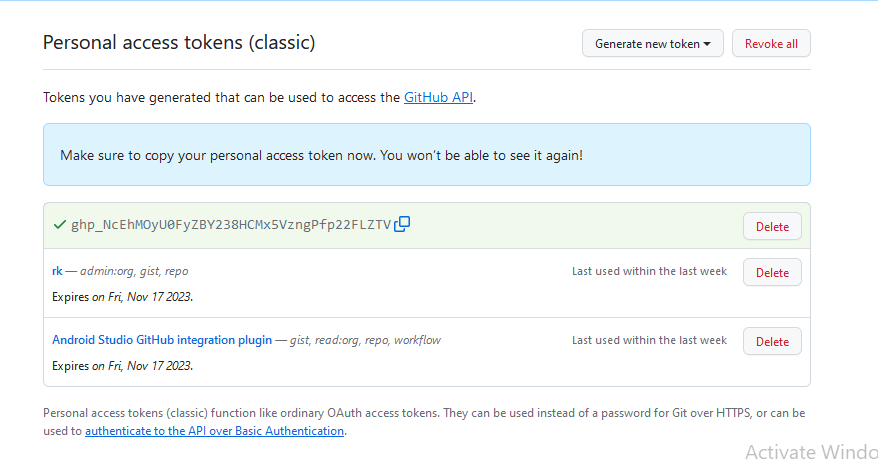 Personal access tokens (classic)
Generate new token
Revoke all
Tokens you have generated that can be used to access the GitHub API.
Make sure to copy your personal access token now. You won't be able to see it again!
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
Delete
rk — admin:org, gist, repo
Last used within the last week
Delete
Expires on Fri, Nov 17 2023.
Android Studio GitHub integration plugin — gist, read:org, repo, workflow
Last used within the last week
Delete
Expires on Fri, Nov 17 2023.
Personal access tokens (classic) function like ordinary OAuth access tokens. They can be used instead of a password for Git over HTTPS, or can be
used to authenticate to the API over Basic Authentication.
Activate Windo